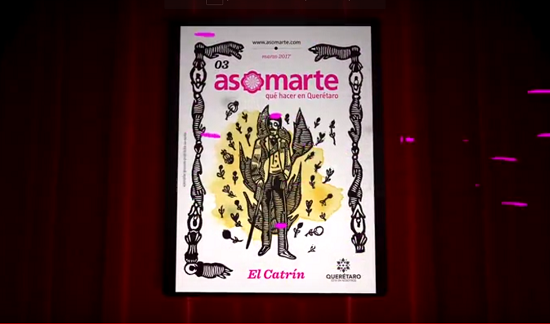 www.asomarte.com
marzo 2017
03
asomarte
qué hacer en Querétaro
El Catrín
QUERÉTARO